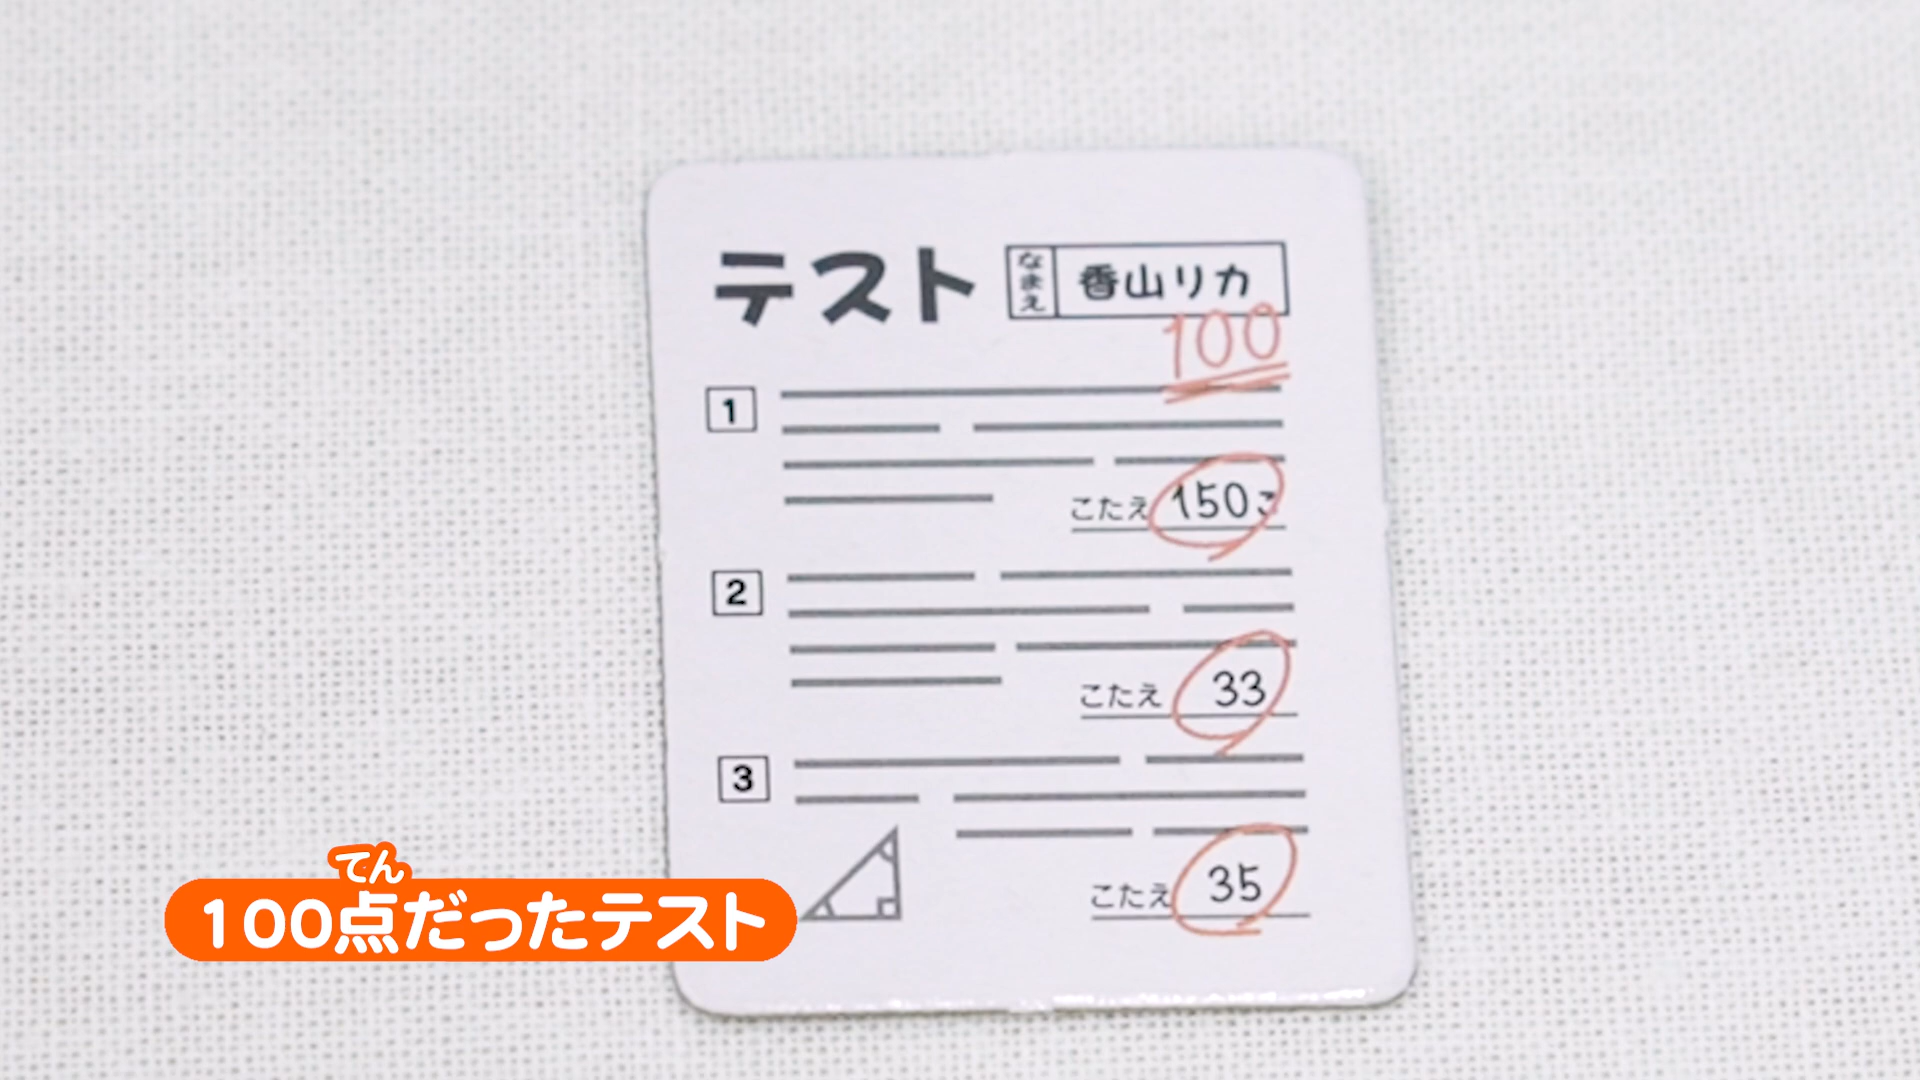 テスト
なまえ
香山リカ
100
1
こたえ 150こ
2
こたえ 33
3
こたえ 35
てん
100点だったテスト